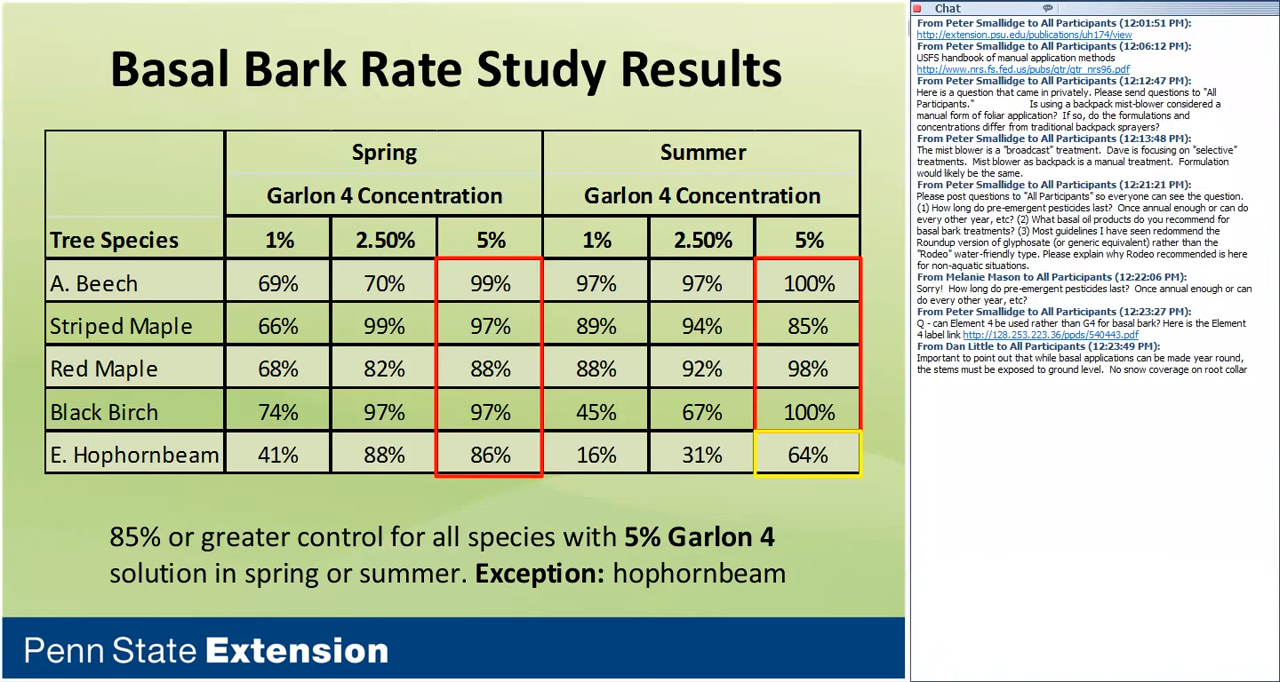 Basal Bark Rate Study Results
Spring Summer
Garlon 4 Concentration Garlon 4 Concentration
Tree Species 1% 2.50% 5% 1% 2.50% 5%
A. Beech 69% 70% 99% 97% 97% 100%
Striped Maple 66% 99% 97% 89% 94% 85%
Red Maple 68% 82% 88% 88% 92% 98%
Black Birch 74% 97% 97% 45% 67% 100%
E. Hophornbeam 41% 88% 86% 16% 31% 64%
85% or greater control for all species with 5% Garlon 4
solution in spring or summer. Exception: hophornbeam
Penn State Extension
Chat
From Peter Smallidge to All Participants (12:01:51 PM):
http://extension.psu.edu/publications/uh174/view
From Peter Smallidge to All Participants (12:06:12 PM):
USFS handbook of manual application methods
http://www.nrs.fs.fed.us/pubs/gtr/gtr_nrs96.pdf
From Peter Smallidge to All Participants (12:12:47 PM):
Here is a question that came in privately. Please send questions to "All
Participants." Is using a backpack mist-blower considered a
manual form of foliar application? If so, do the formulations and
concentrations differ from traditional backpack sprayers?
From Peter Smallidge to All Participants (12:13:48 PM):
The mist blower is a "broadcast" treatment. Dave is focusing on "selective"
treatments. Mist blower as backpack is a manual treatment. Formulation
would likely be the same.
From Peter Smallidge to All Participants (12:21:21 PM):
Please post questions to "All Participants" so everyone can see the question.
(1) How long do pre-emergent pesticides last? Once annual enough or can do
every other year, etc? (2) What basal oil products do you recommend for
basal bark treatments? (3) Most guidelines I have seen redommend the
Roundup version of glyphosate (or generic equivalent) rather than the
"Rodeo" water-friendly type. Please explain why Rodeo recommended is here
for non-aquatic situations.
From Melanie Mason to All Participants (12:22:06 PM):
Sorry! How long do pre-emergent pesticides last? Once annual enough or can
do every other year, etc?
From Peter Smallidge to All Participants (12:23:27 PM):
Q - can Element 4 be used rather than G4 for basal bark? Here is the Element
4 label link http://128.253.223.36/ppds/540443.pdf
From Dan Little to All Participants (12:23:49 PM):
Important to point out that while basal applications can be made year round,
the stems must be exposed to ground level. No snow coverage on root collar